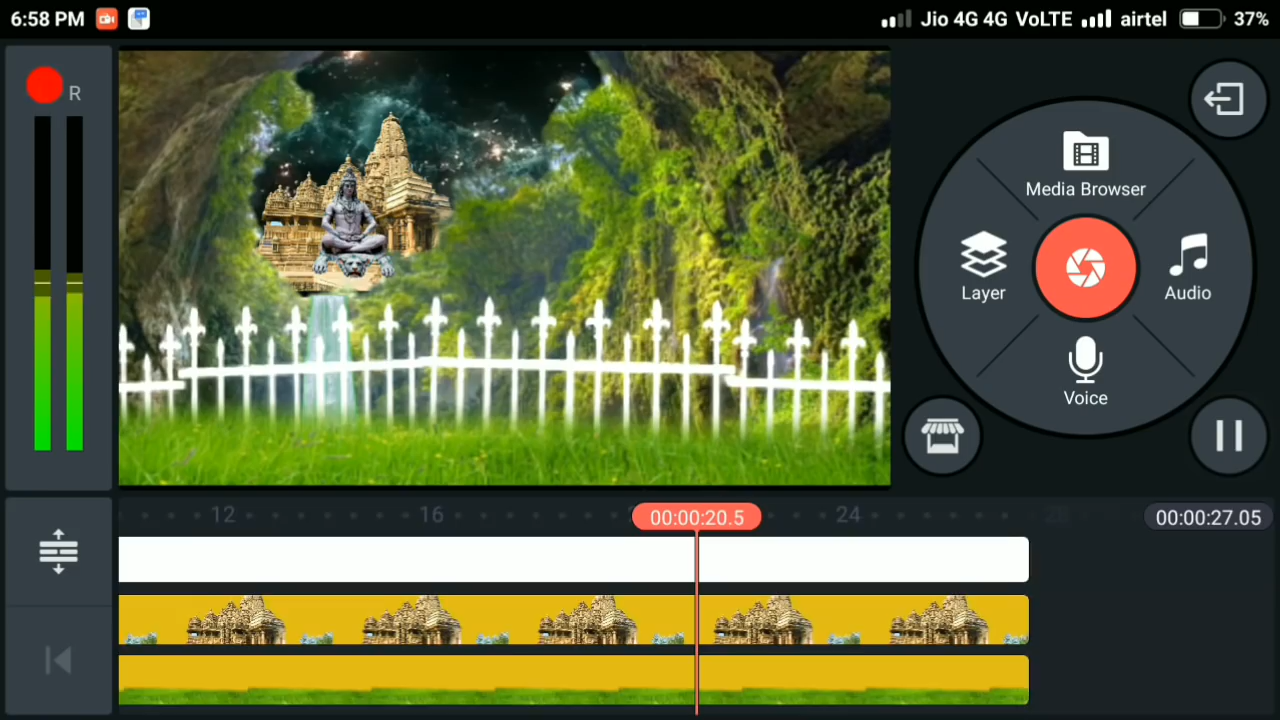 6:58 PM
Jio 4G 4G VoLTE airtel 37%
R
Media Browser
Layer
Audio
Voice
12
16
00:00:20.5
24
00:00:27.05